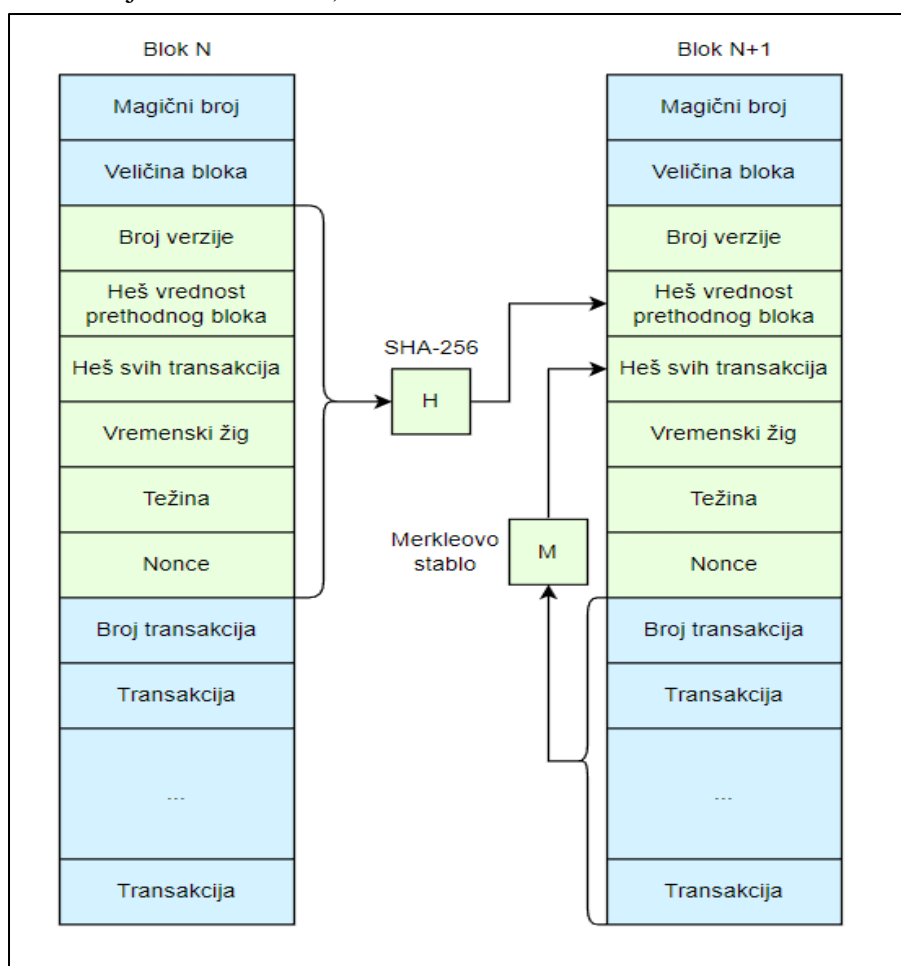 Blok N
Magični broj
Veličina bloka
Broj verzije
Heš vrednost
prethodnog bloka
Heš svih transakcija
Vremenski žig
Težina
Nonce
Broj transakcija
Transakcija
...
Transakcija
SHA-256
H
Merkleovo
stablo
M
Blok N+1
Magični broj
Veličina bloka
Broj verzije
Heš vrednost
prethodnog bloka
Heš svih transakcija
Vremenski žig
Težina
Nonce
Broj transakcija
Transakcija
...
Transakcija